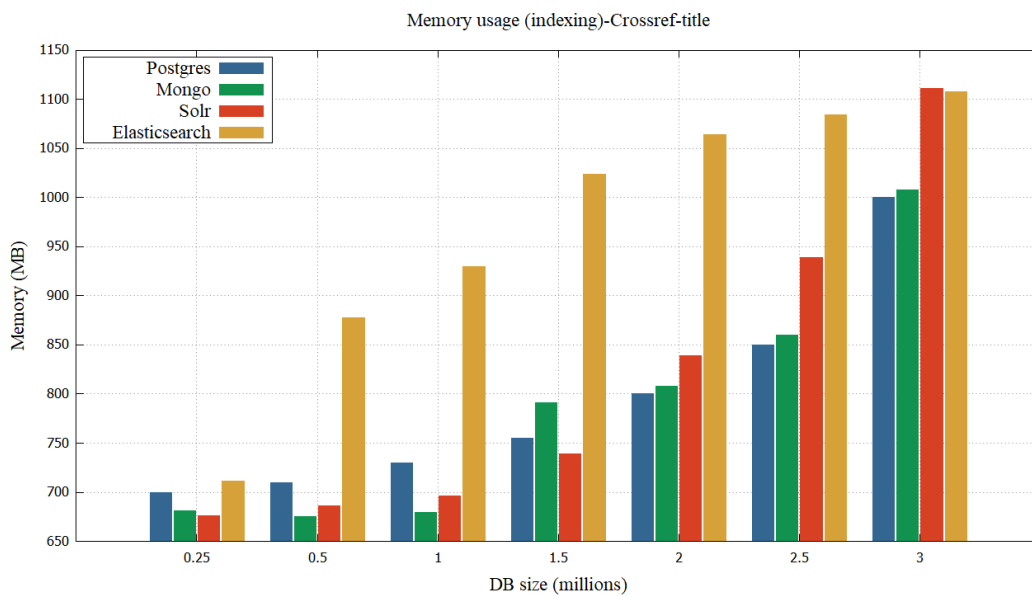 Memory usage (indexing)-Crossref-title
1150
1100
1050
1000
950
900
850
800
750
700
650
Memory (MB)
Postgres
Mongo
Solr
Elasticsearch
0.25 0.5 1 1.5 2 2.5 3
DB size (millions)